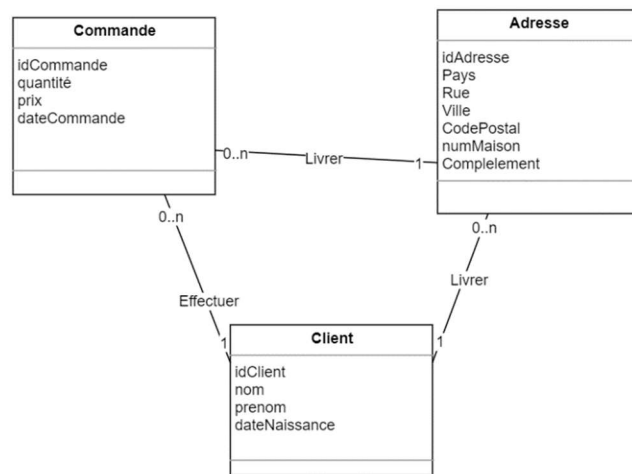 Commande
idCommande
quantité
prix
dateCommande
Adresse
idAdresse
Pays
Rue
Ville
CodePostal
numMaison
Complelement
0..n
Livrer
1
0..n
0..n
Effectuer
1
Livrer
1
Client
idClient
nom
prenom
dateNaissance